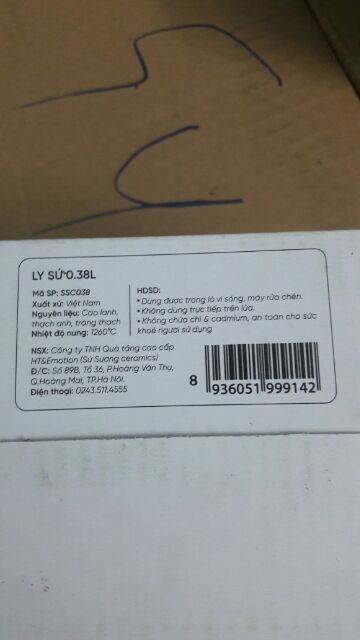 LY SỨ 0.38L
Mã SP: SSC038
Xuất xứ: Việt Nam
Nguyên liệu: Cao lanh,
thạch anh, tràng thạch
Nhiệt độ nung: 1260°C
HDSD:
* Dùng được trong lò vi sóng, máy rửa chén.
* Không dùng trực tiếp trên lửa.
* Không chứa chì & cadmium, an toàn cho sức
khoẻ người sử dụng
NSX: Công ty TNH Quà tặng cao cấp
HT&Emotion (Sứ Suang ceramics)
Đ/C: Số 89B, Tổ 36, P.Hoàng Văn Thụ,
Q.Hoàng Mai, TP.Hà Nội.
Điện thoại: 0243.511.4555
8 936051 999142